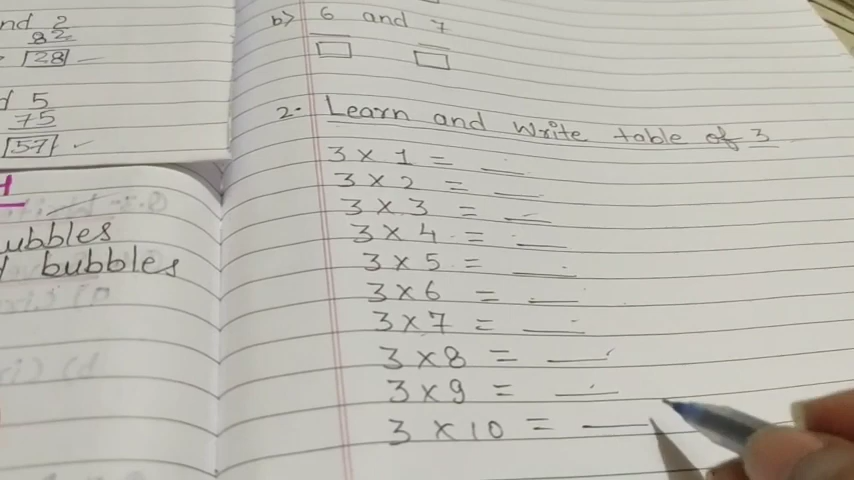 2
82
28
5
75
57
ubbles
bubbles
b) 6 and 7
2. Learn and write table of 3
3 x 1 =
3 x 2 =
3 x 3 =
3 x 4 =
3 x 5 =
3 x 6 =
3 x 7 =
3 x 8 =
3 x 9 =
3 x 10 =